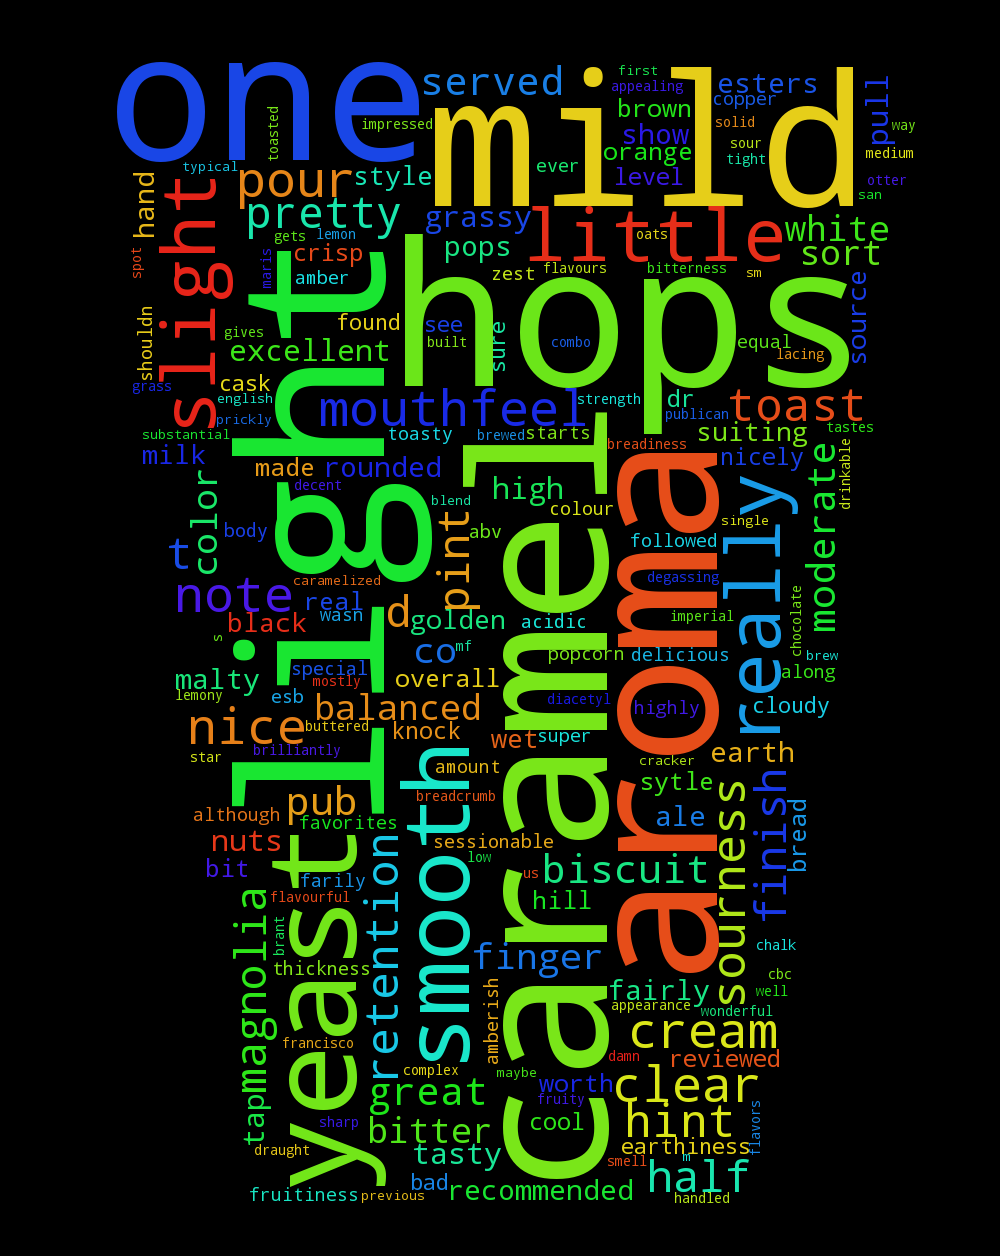 one
mild
served
first
appealing
esters
copper
pull
way
medium
brown
show
orange
level
solid
sour
tight
otter
san
toasted
impressed
typical
pour
style
ever
hand
slight
pretty
grassy
little
oats
white
sort
gets
lemon
crisp
amber
maris
spot
pops
zest
flavours
bitterness
sm
source
shouldn
light
hops
found
see
built
sure
combo
equal
lacing
gives
excellent
grass
cask
english
prickly
mouthfeel
strength
dr
publican
toast
substantial
milk
toasty
brewed
starts
breadiness
suiting
tastes
made
rounded
decent
nicely
drinkable
color
high
blend
colour
single
moderate
t
body
pint
abv
caramel
aroma
followed
really
caramelized
degassing
note
real
wasn
d
golden
acidic
imperial
chocolate
black
s
co
mf
popcorn
delicious
brew
along
malty
special
mostly
overall
lemony
esb
diacetyl
highly
cloudy
balanced
nice
buttered
knock
wet
super
brilliantly
star
earth
amount
cracker
smooth
breadcrumb
sytle
finish
pub
although
favorites
sessionable
ale
sourness
bread
nuts
low
bit
farily
us
biscuit
flavourful
yeast
retention
hill
magnolia
brant
finger
chalk
thickness
cbc
fairly
well
amberish
appearance
wonderful
francisco
cream
complex
maybe
damn
reviewed
great
worth
clear
fruity
tap
sharp
bitter
cool
hint
flavors
draught
tasty
earthiness
m
smell
half
bad
fruitiness
previous
recommended
handled